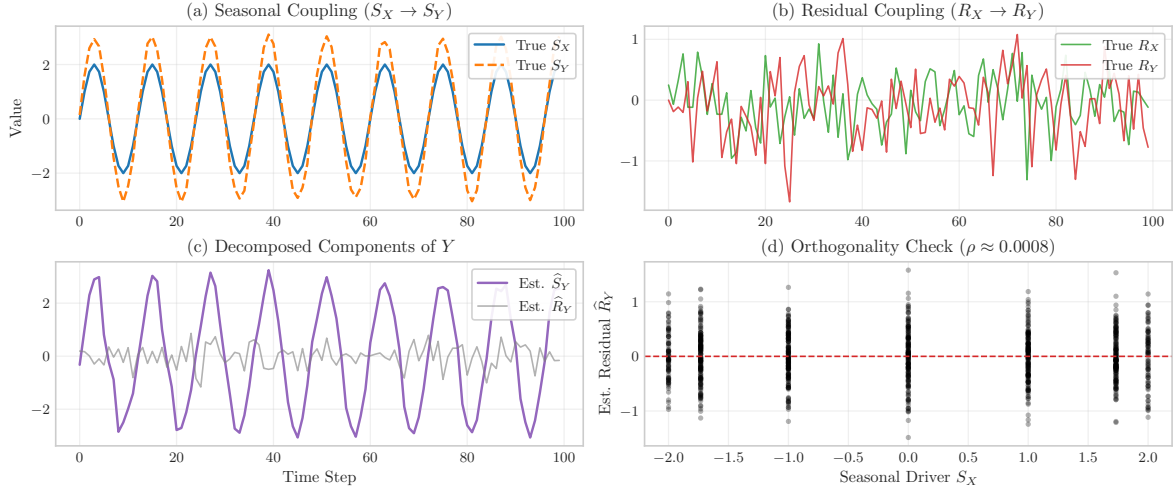 (a) Seasonal Coupling (S_X → S_Y)
True S_X
True S_Y
Value
2
0
−2
0 20 40 60 80 100
(b) Residual Coupling (R_X → R_Y)
True R_X
True R_Y
1
0
−1
0 20 40 60 80 100
(c) Decomposed Components of Y
Est. Ŝ_Y
Est. R̂_Y
2
0
−2
0 20 40 60 80 100
Time Step
(d) Orthogonality Check (ρ ≈ 0.0008)
Est. Residual R̂_Y
1
0
−1
−2.0 −1.5 −1.0 −0.5 0.0 0.5 1.0 1.5 2.0
Seasonal Driver S_X